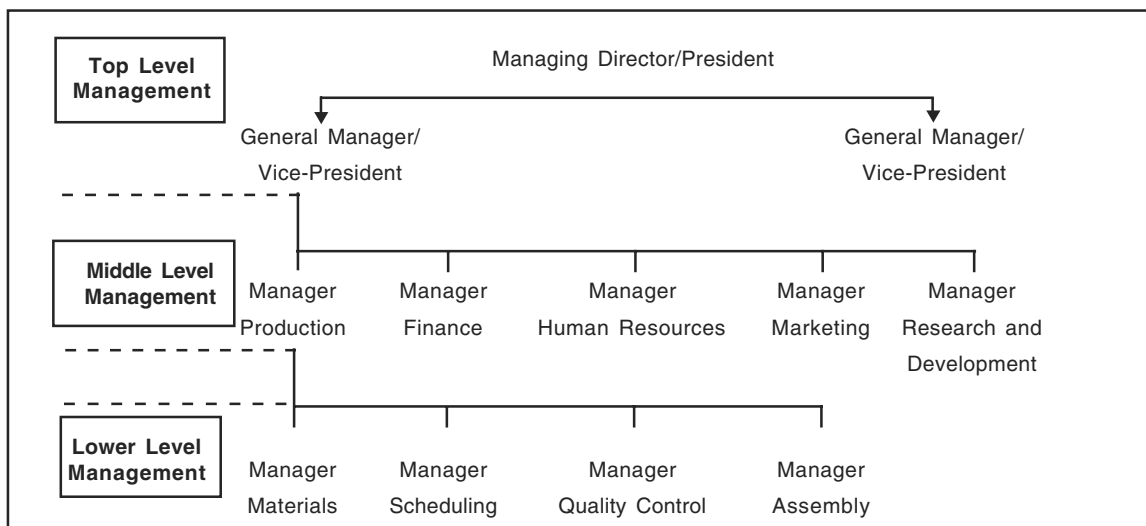 Top Level
Management
Managing Director/President
General Manager/
Vice-President
General Manager/
Vice-President
Middle Level
Management
Manager
Production
Manager
Finance
Manager
Human Resources
Manager
Marketing
Manager
Research and
Development
Lower Level
Management
Manager
Materials
Manager
Scheduling
Manager
Quality Control
Manager
Assembly